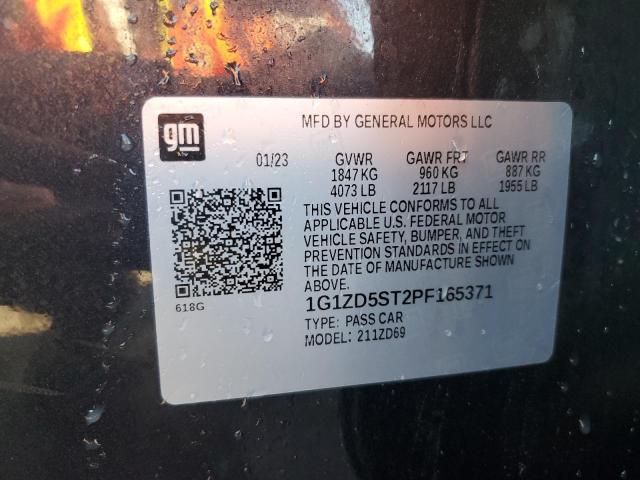 gm
MFD BY GENERAL MOTORS LLC
01/23 GVWR GAWR FRT GAWR RR
1847 KG 960 KG 887 KG
4073 LB 2117 LB 1955 LB
THIS VEHICLE CONFORMS TO ALL
APPLICABLE U.S. FEDERAL MOTOR
VEHICLE SAFETY, BUMPER, AND THEFT
PREVENTION STANDARDS IN EFFECT ON
THE DATE OF MANUFACTURE SHOWN
ABOVE.
1G1ZD5ST2PF165371
618G
TYPE: PASS CAR
MODEL: 211ZD69